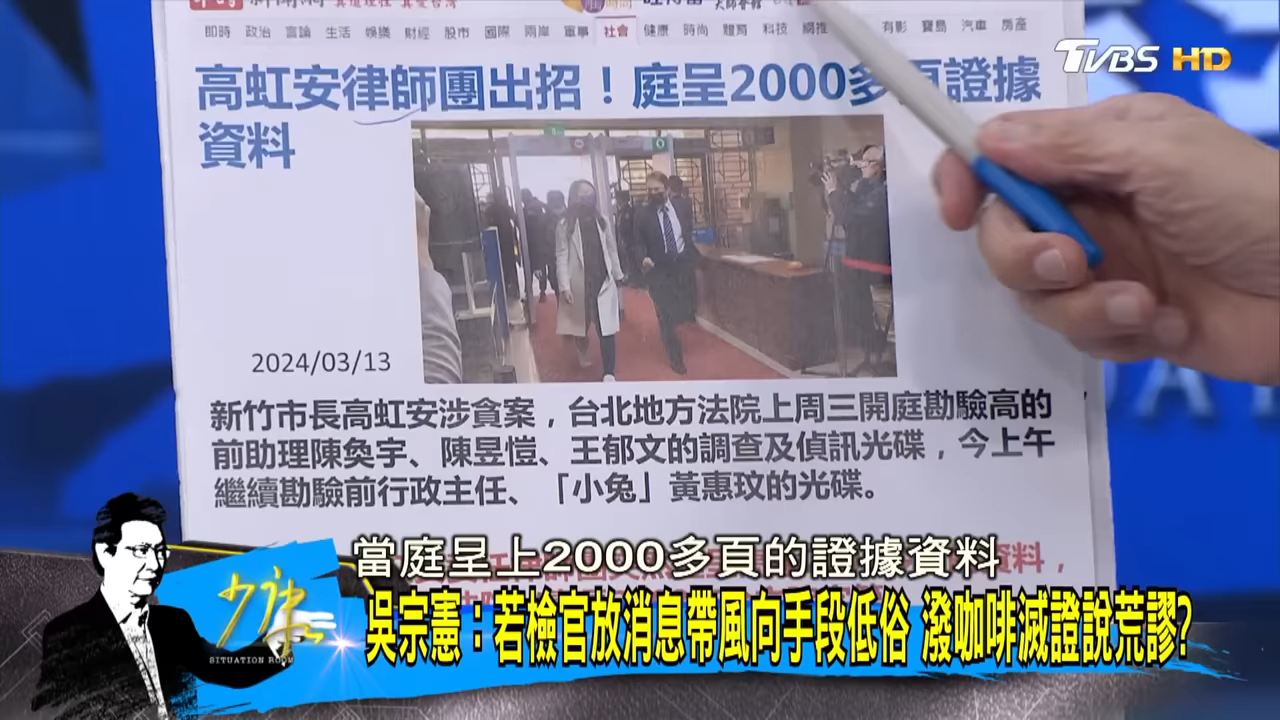 即時 政治 言論 生活 娛樂 財經 股市 國際 兩岸 軍事 社會 健康 時尚 體育 科技 網推 有影 寶島 汽車 房產
TVBS HD
高虹安律師團出招！庭呈2000多頁證據
資料
2024/03/13
新竹市長高虹安涉貪案，台北地方法院上周三開庭勘驗高的
前助理陳奐宇、陳昱愷、王郁文的調查及偵訊光碟，今上午
繼續勘驗前行政主任、「小兔」黃惠玟的光碟。
當庭呈上2000多頁的證據資料
吳宗憲：若檢官放消息帶風向手段低俗 潑咖啡滅證說荒謬?
少康
SITUATION ROOM